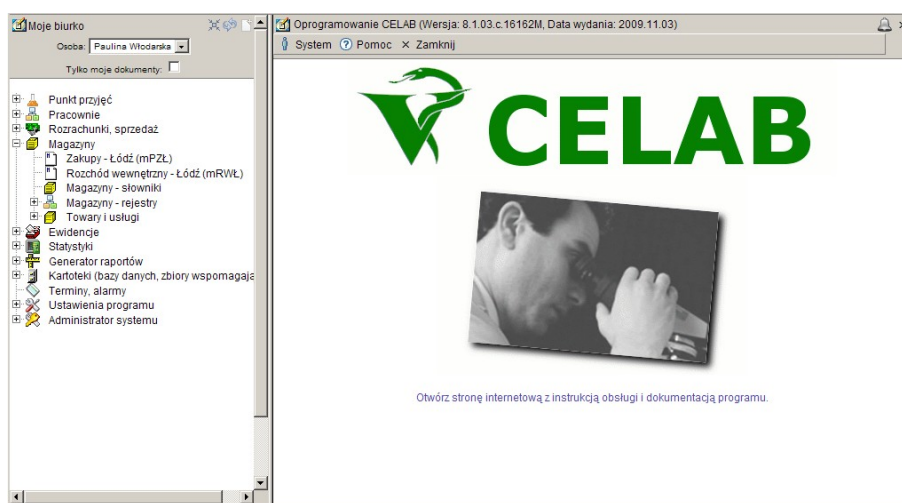 Moje biurko
Osoba: Paulina Włodarska
Tylko moje dokumenty:
Punkt przyjęć
Pracownie
Rozrachunki, sprzedaż
Magazyny
Zakupy - Łódź (mPZŁ)
Rozchód wewnętrzny - Łódź (mRWŁ)
Magazyny - słowniki
Magazyny - rejestry
Towary i usługi
Ewidencje
Statystyki
Generator raportów
Kartoteki (bazy danych, zbiory wspomagają
Terminy, alarmy
Ustawienia programu
Administrator systemu
Oprogramowanie CELAB (Wersja: 8.1.03.c.16162M, Data wydania: 2009.11.03)
System Pomoc Zamknij
CELAB
Otwórz stronę internetową z instrukcją obsługi i dokumentacją programu.